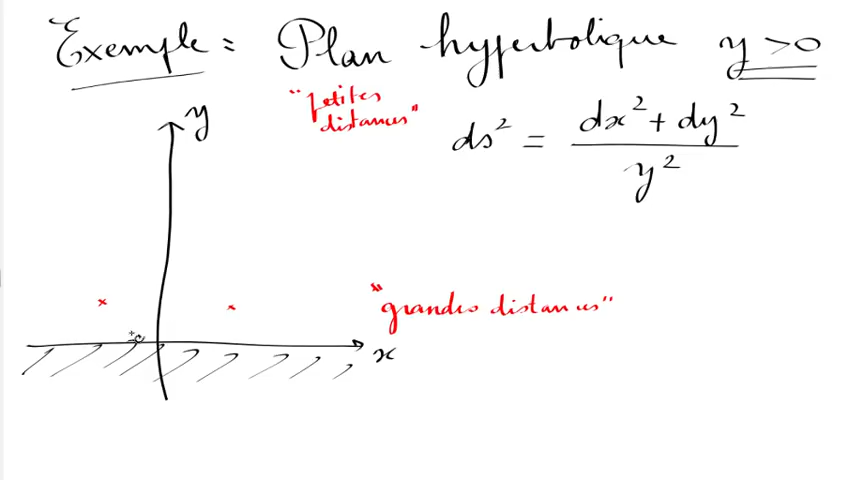 Exemple : Plan hyperbolique y > 0
"petites
distances"
y
ds² = (dx² + dy²) / y²
"grandes distances"
x